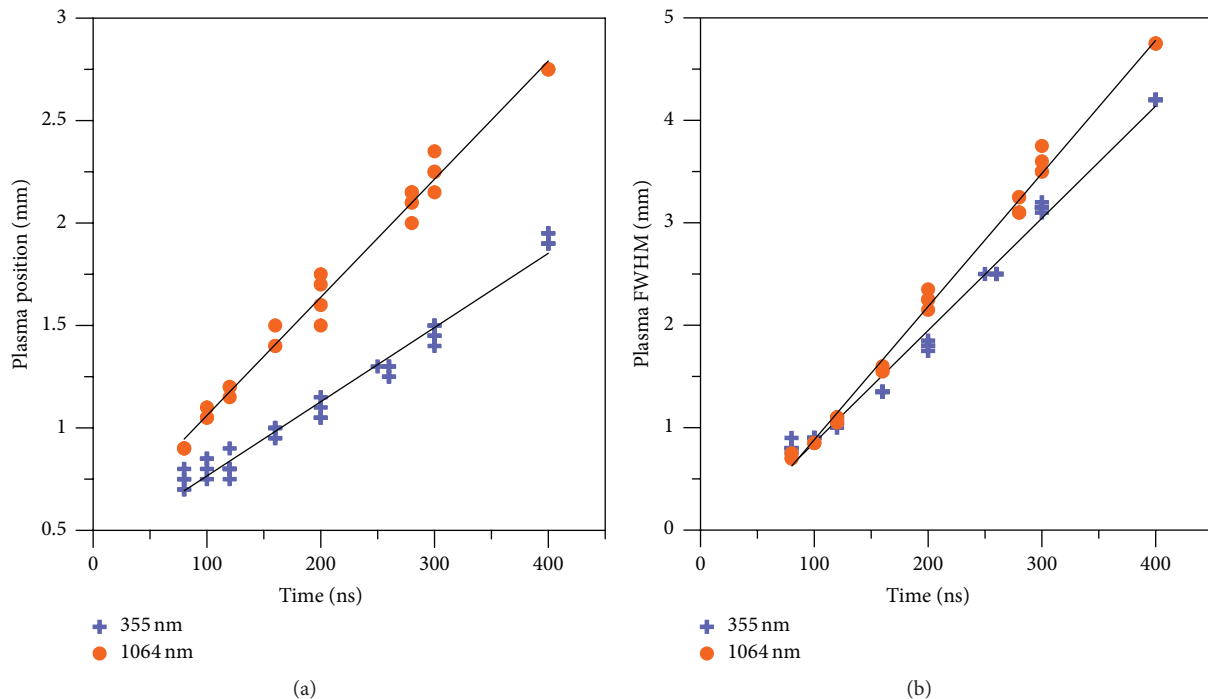 3
2.5
2
1.5
1
0.5
Plasma position (mm)
0 100 200 300 400
Time (ns)
355 nm
1064 nm
(a)
5
4
3
2
1
0
Plasma FWHM (mm)
0 100 200 300 400
Time (ns)
355 nm
1064 nm
(b)